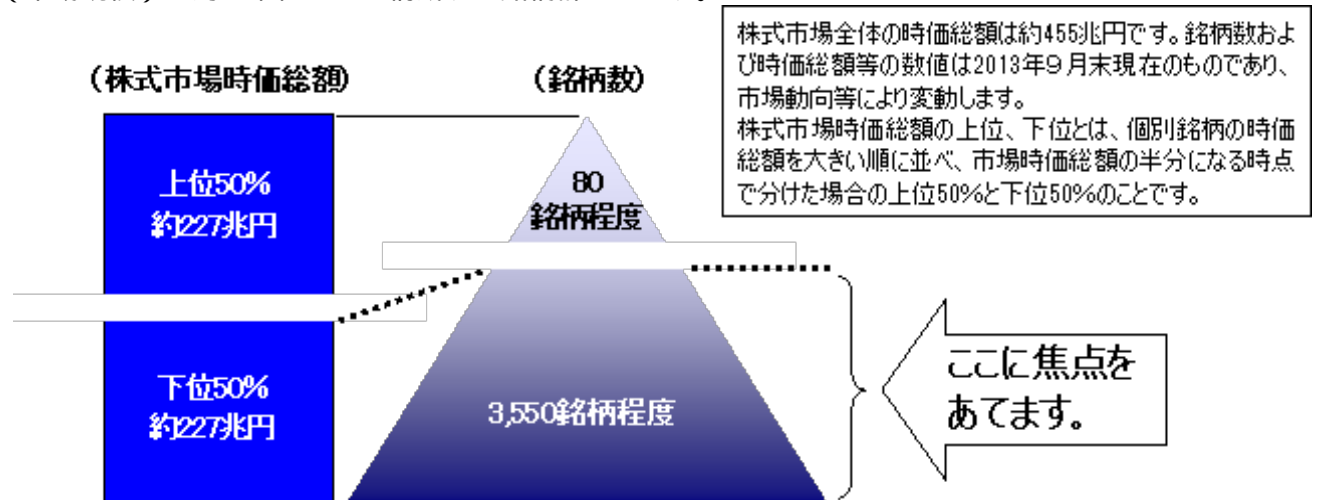 株式市場全体の時価総額は約455兆円です。銘柄数およ
び時価総額等の数値は2013年9月末現在のものであり、
市場動向等により変動します。
株式市場時価総額の上位、下位とは、個別銘柄の時価
総額を大きい順に並べ、市場時価総額の半分になる時点
で分けた場合の上位50%と下位50%のことです。
(株式市場時価総額)
(銘柄数)
上位50%
約227兆円
80
銘柄程度
下位50%
約227兆円
3,550銘柄程度
ここに焦点を
あてます。